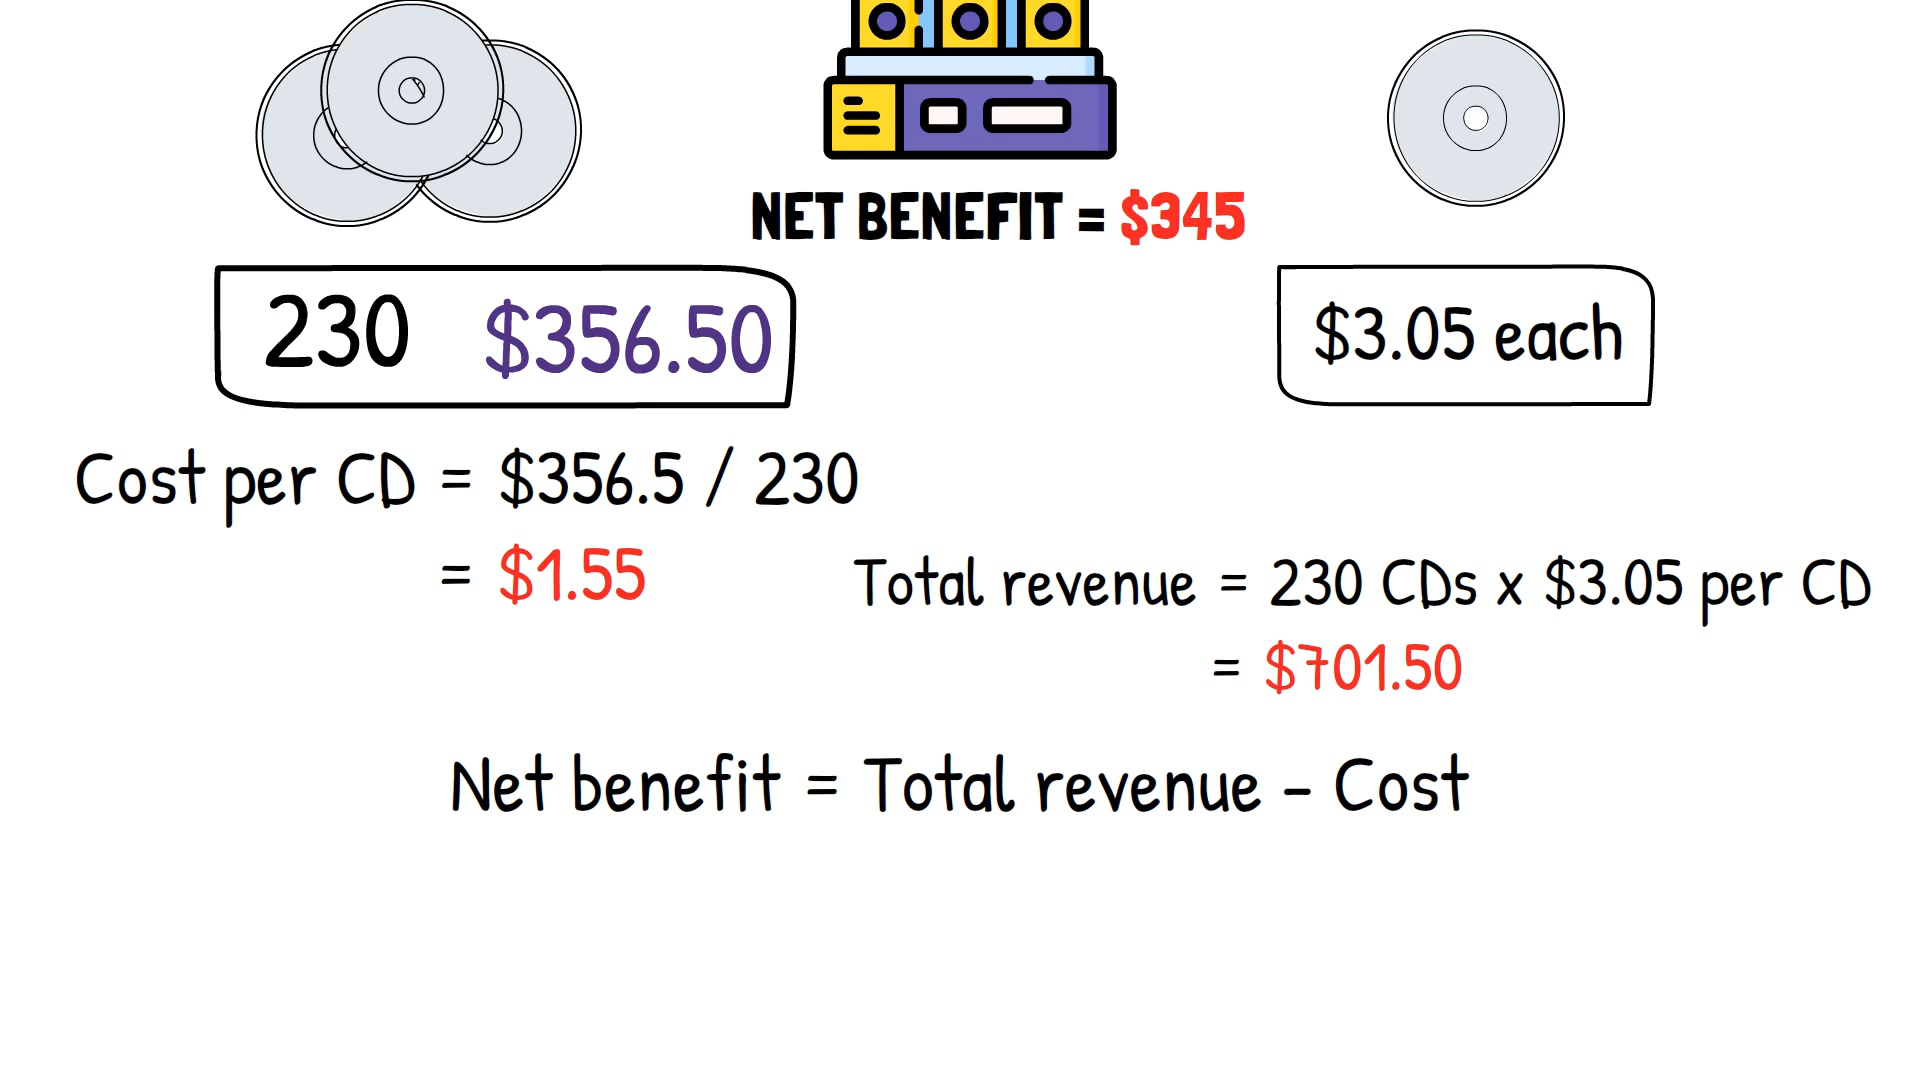 NET BENEFIT = $345
230 $356.50
$3.05 each
Cost per CD = $356.5 / 230
= $1.55
Total revenue = 230 CDs x $3.05 per CD
= $701.50
Net benefit = Total revenue - Cost